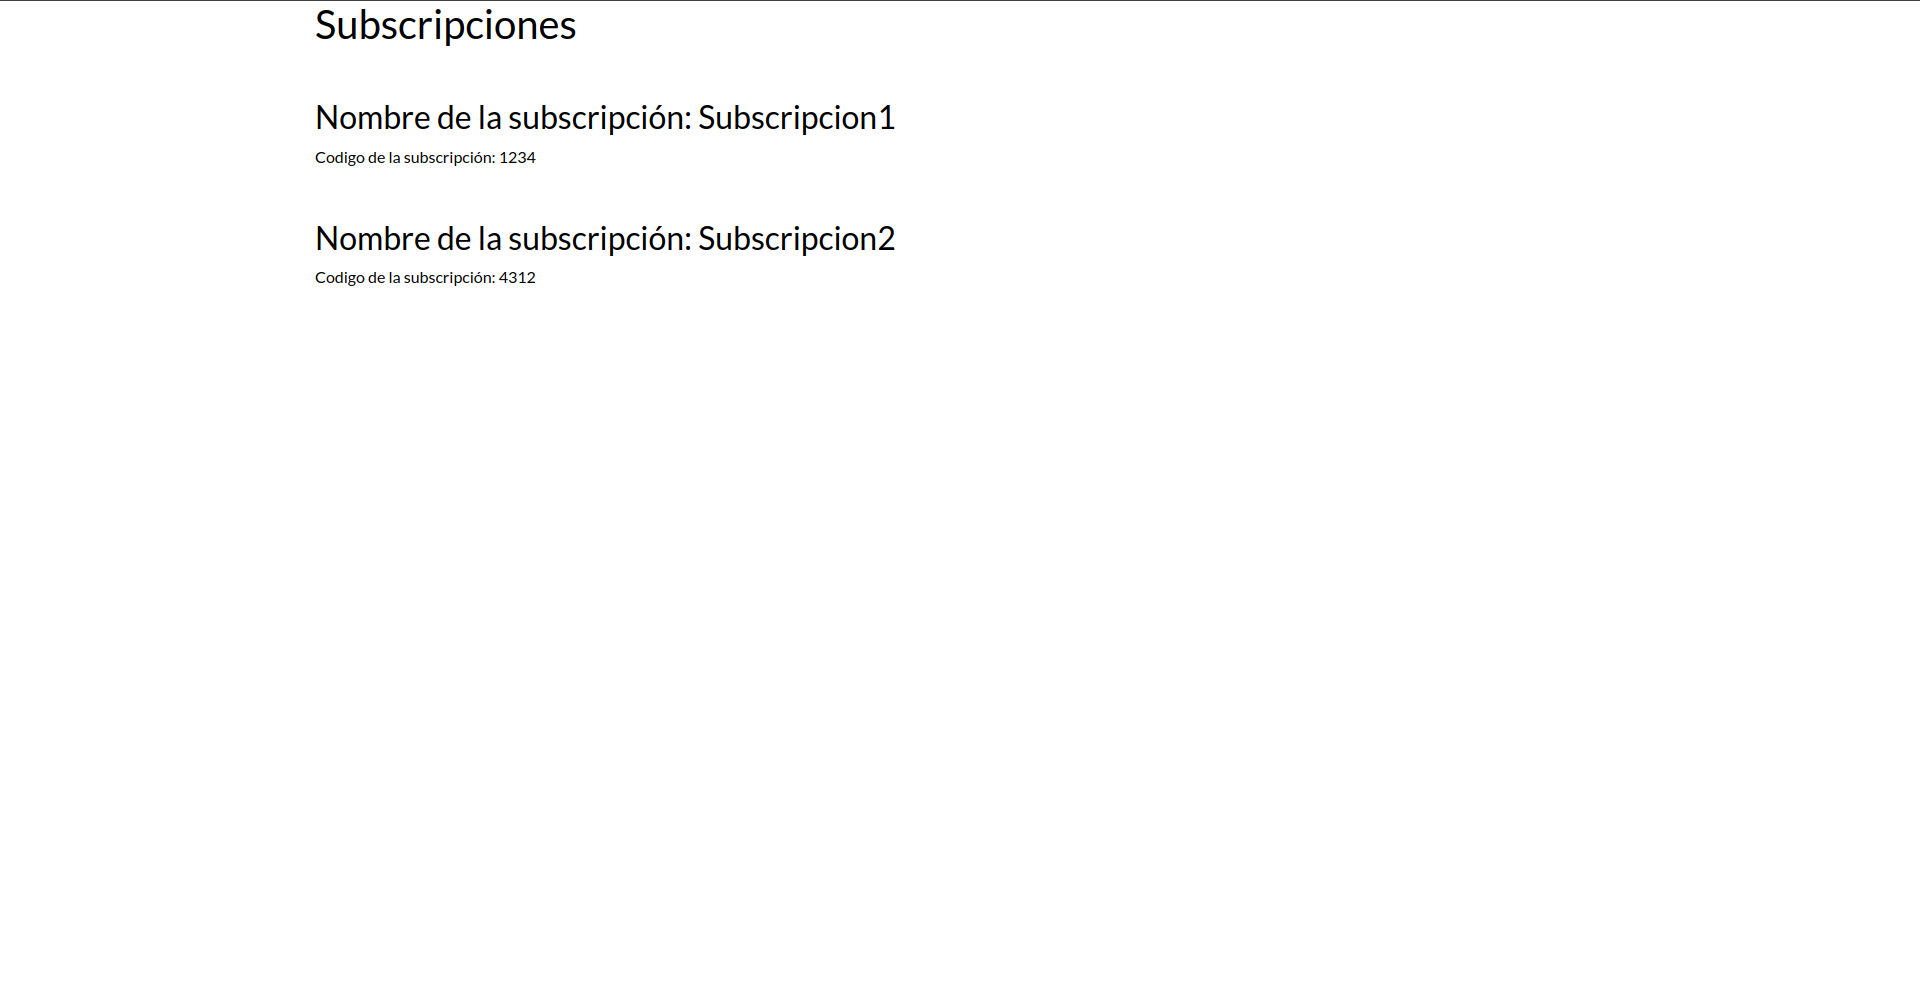 Subscripciones
Nombre de la subscripción: Subscripcion1
Codigo de la subscripción: 1234
Nombre de la subscripción: Subscripcion2
Codigo de la subscripción: 4312